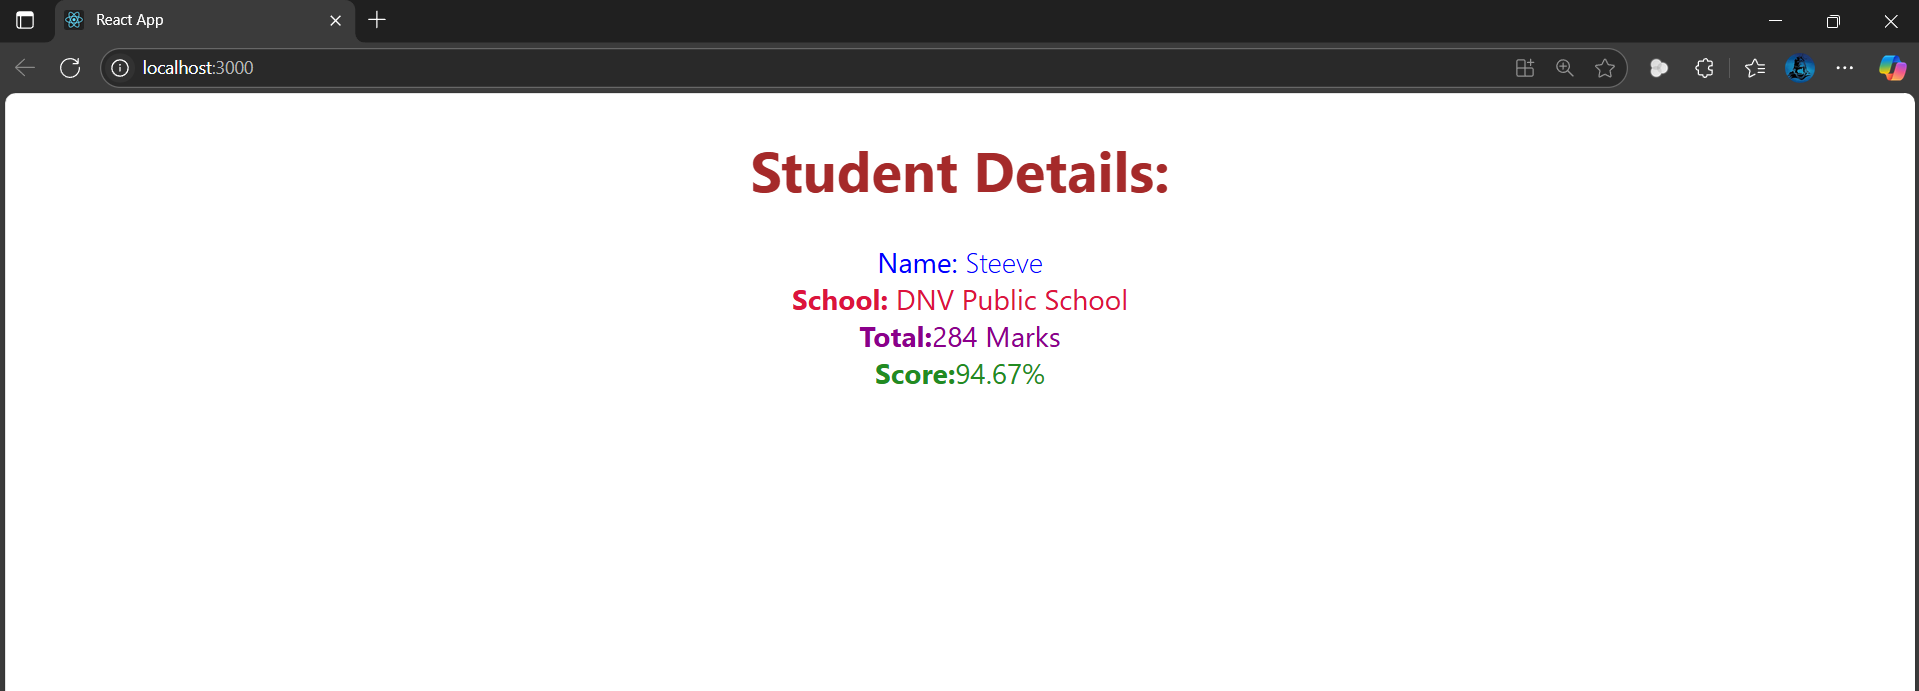 React App
localhost:3000
Student Details:
Name: Steeve
School: DNV Public School
Total:284 Marks
Score:94.67%